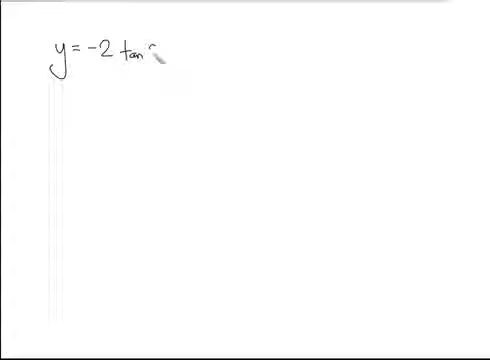 y = -2 tan